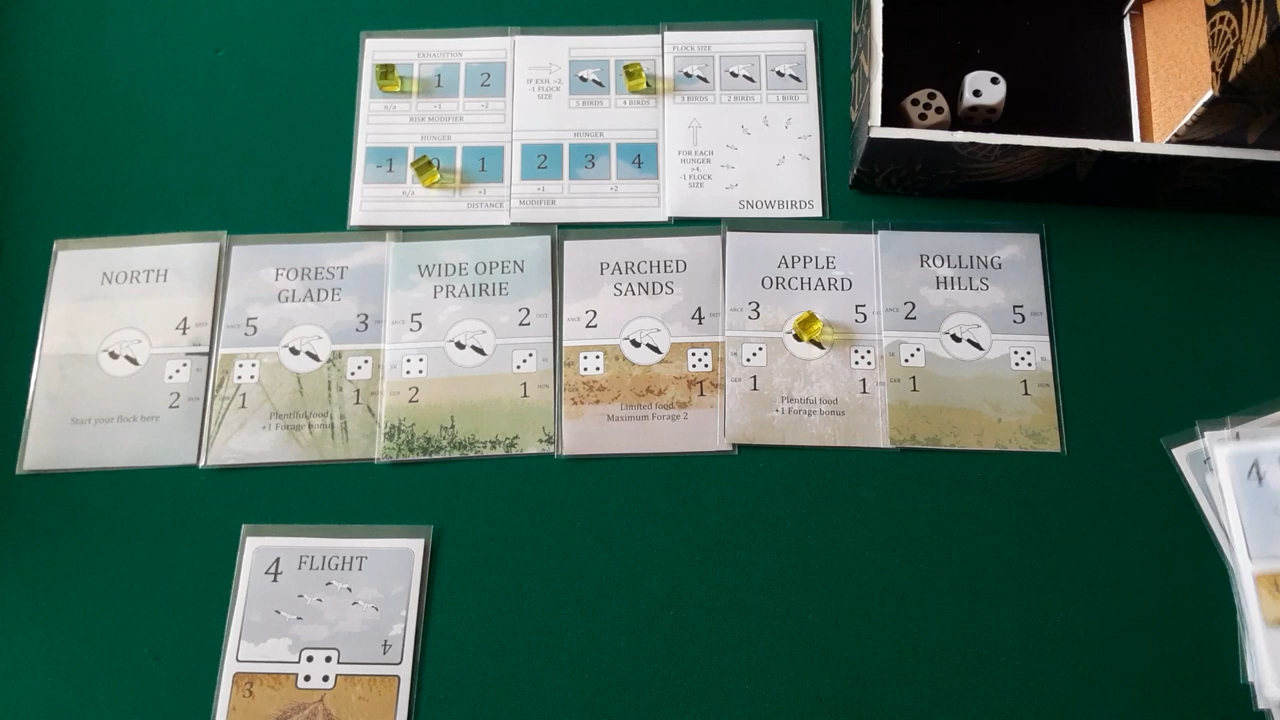 EXHAUSTION
1 2
n/a +1 +2
RISK MODIFIER
HUNGER
-1 0 1
n/a +1
DISTANCE
IF EXH. >2,
-1 FLOCK
SIZE
5 BIRDS 4 BIRDS
HUNGER
2 3 4
+1 +2
MODIFIER
FLOCK SIZE
3 BIRDS 2 BIRDS 1 BIRD
FOR EACH
HUNGER
>4,
-1 FLOCK
SIZE
SNOWBIRDS
NORTH
4
2
Start your flock here
FOREST
GLADE
5 3
1 1
Plentiful food
+1 Forage bonus
WIDE OPEN
PRAIRIE
5 2 DIST
2 1
PARCHED
SANDS
2 4
1
Limited food
Maximum Forage 2
APPLE
ORCHARD
3 5
1 1
Plentiful food
+1 Forage bonus
ROLLING
HILLS
2 5 DIST
1 1 HUN
4 FLIGHT
4
3
4